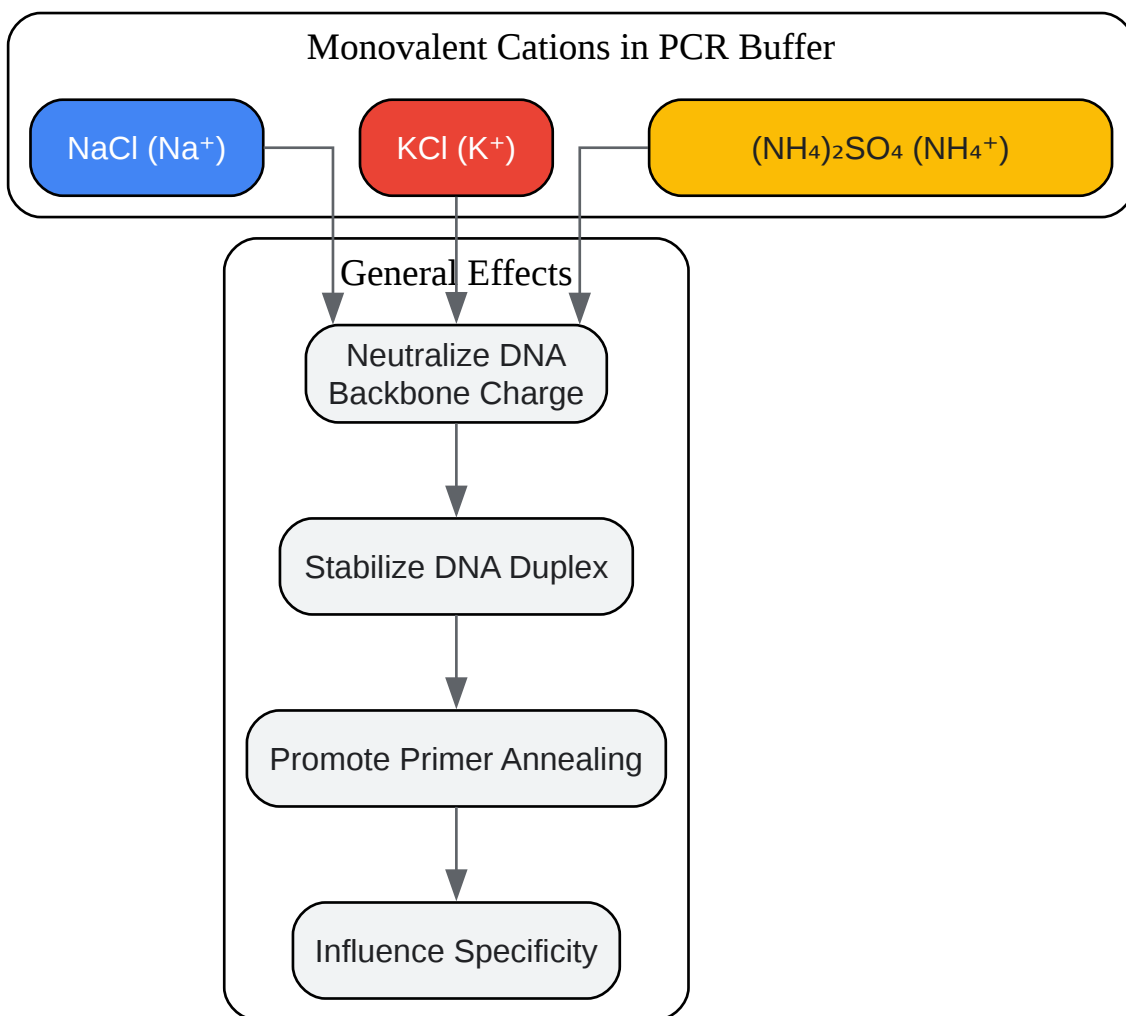 Monovalent Cations in PCR Buffer
NaCl (Na⁺)
KCl (K⁺)
(NH₄)₂SO₄ (NH₄⁺)
General Effects
Neutralize DNA
Backbone Charge
Stabilize DNA Duplex
Promote Primer Annealing
Influence Specificity